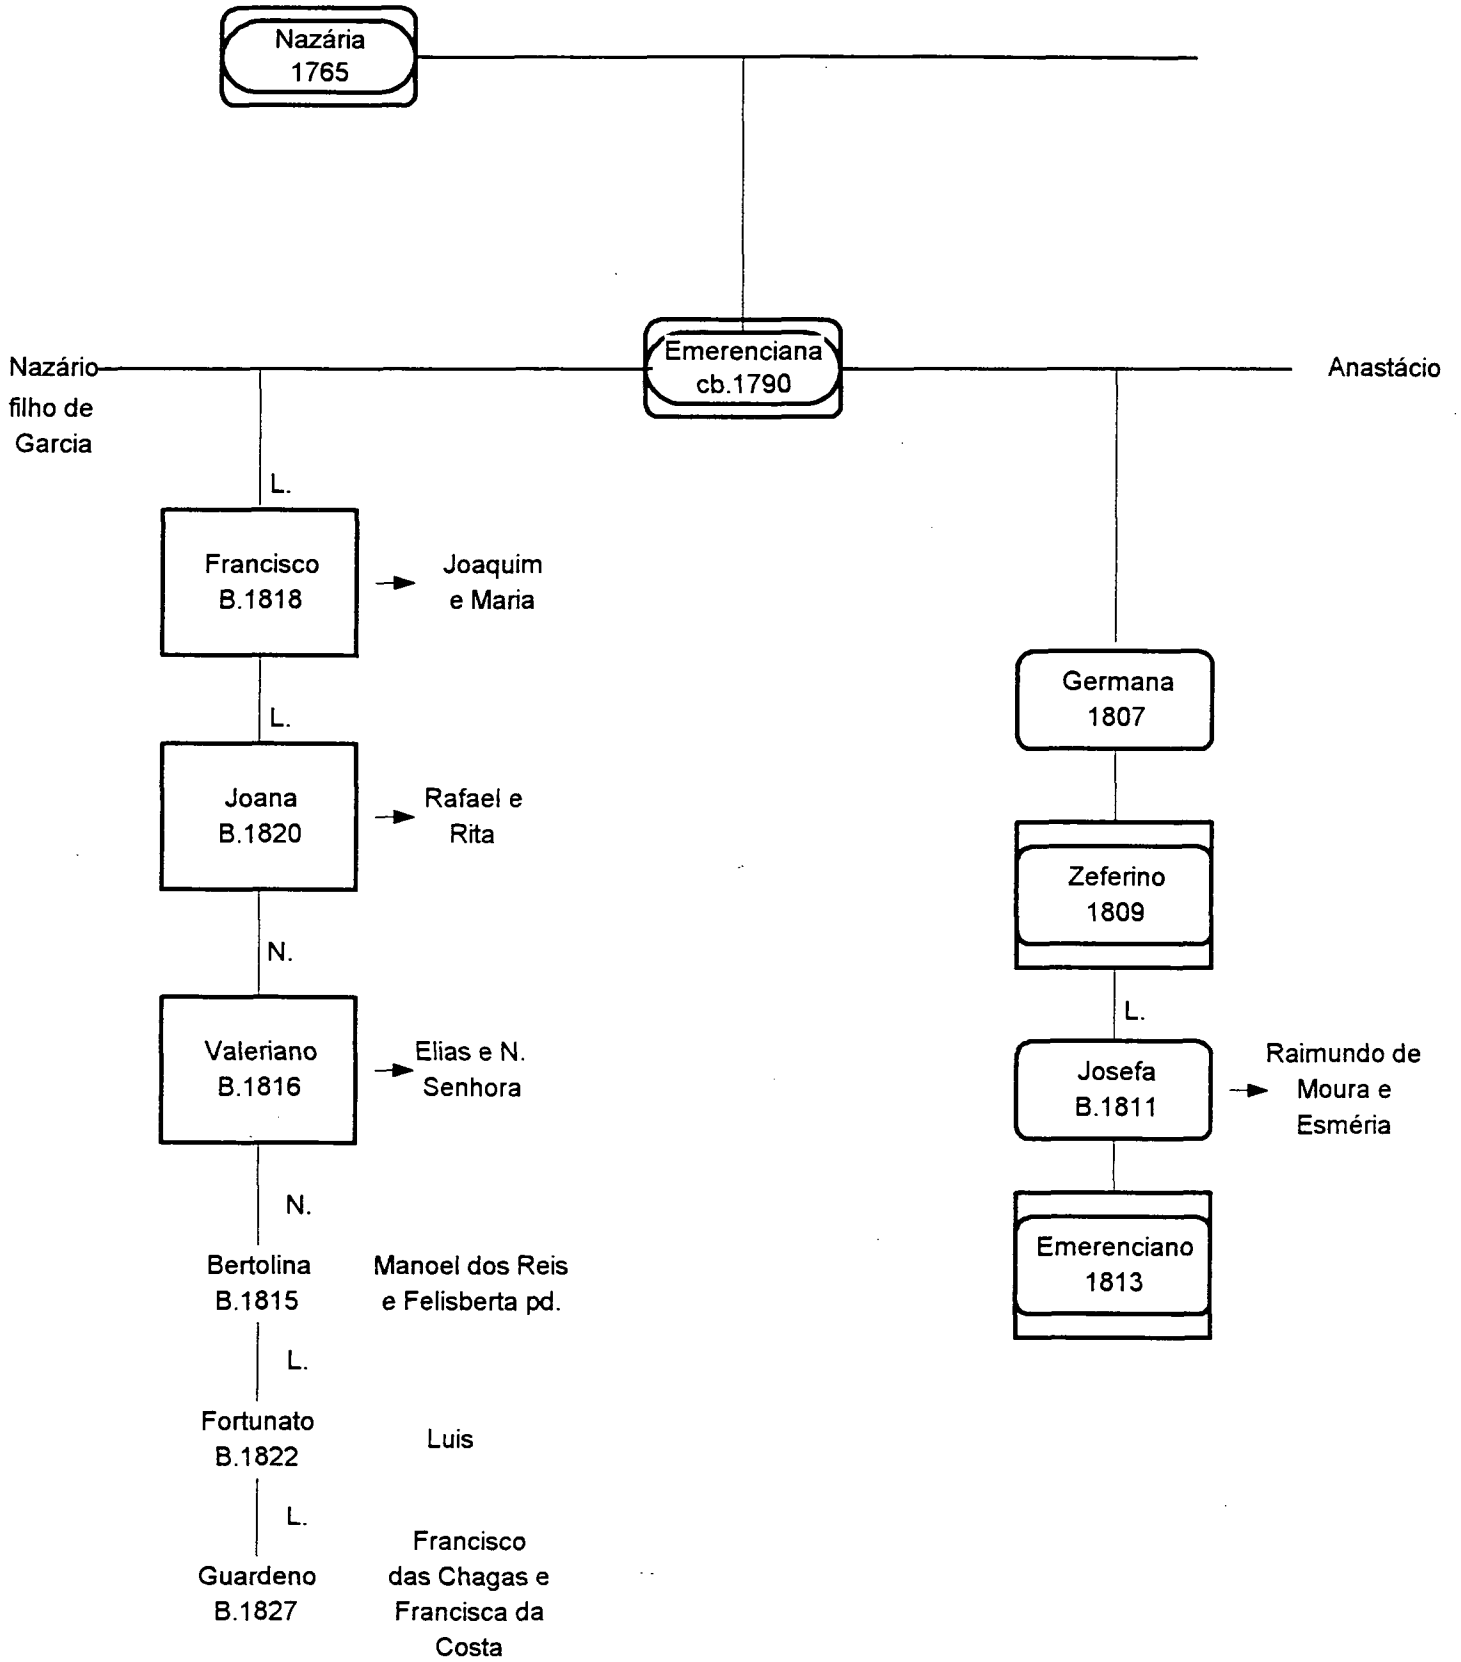 Nazária
1765
Nazário
filho de
Garcia
Emerenciana
cb.1790
Anastácio
L.
Francisco
B.1818
Joaquim
e Maria
L.
Joana
B.1820
Rafael e
Rita
N.
Valeriano
B.1816
Elias e N.
Senhora
N.
Bertolina
B.1815
Manoel dos Reis
e Felisberta pd.
L.
Fortunato
B.1822
Luis
L.
Guardeno
B.1827
Francisco
das Chagas e
Francisca da
Costa
Germana
1807
Zeferino
1809
L.
Josefa
B.1811
Raimundo de
Moura e
Esméria
Emerenciano
1813